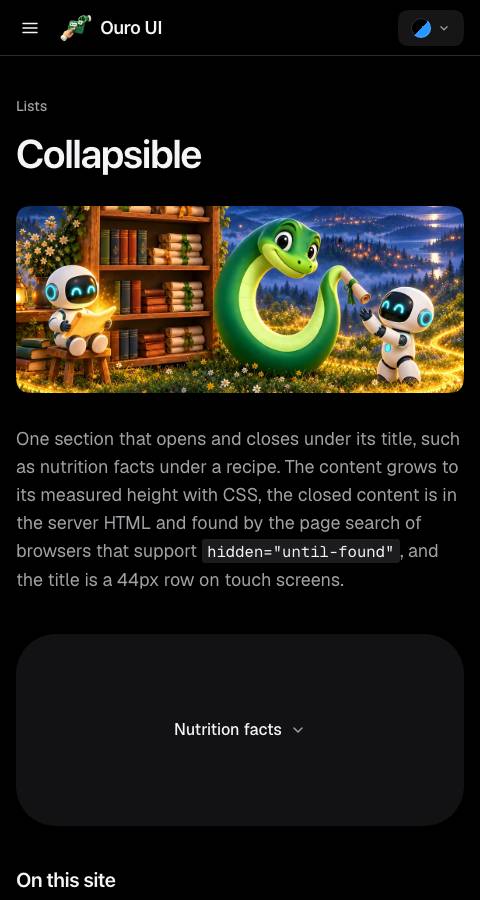 Ouro UI
Lists
Collapsible
One section that opens and closes under its title, such
as nutrition facts under a recipe. The content grows to
its measured height with CSS, the closed content is in
the server HTML and found by the page search of
browsers that support hidden="until-found", and
the title is a 44px row on touch screens.
Nutrition facts
On this site